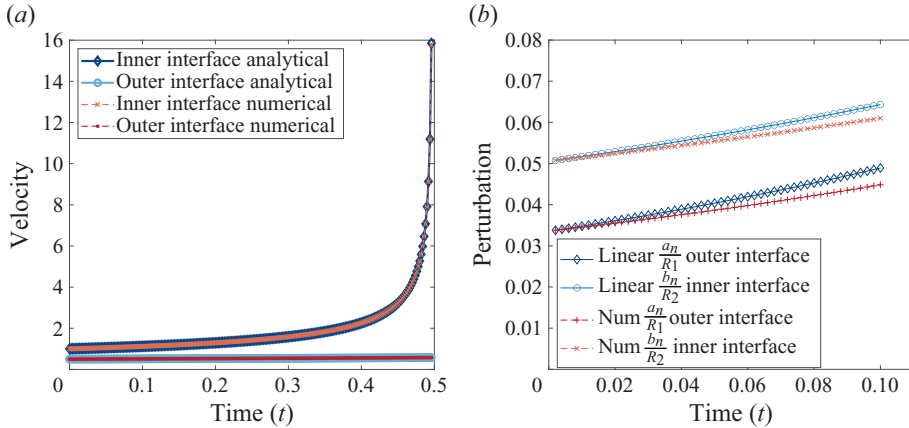 (a)
16
14
12
10
8
6
4
2
Velocity
Inner interface analytical
Outer interface analytical
Inner interface numerical
Outer interface numerical
0 0.1 0.2 0.3 0.4 0.5
Time (t)
(b)
0.08
0.07
0.06
0.05
0.04
0.03
0.02
0.01
Perturbation
Linear a_n/R_1 outer interface
Linear b_n/R_2 inner interface
Num a_n/R_1 outer interface
Num b_n/R_2 inner interface
0 0.02 0.04 0.06 0.08 0.10
Time (t)